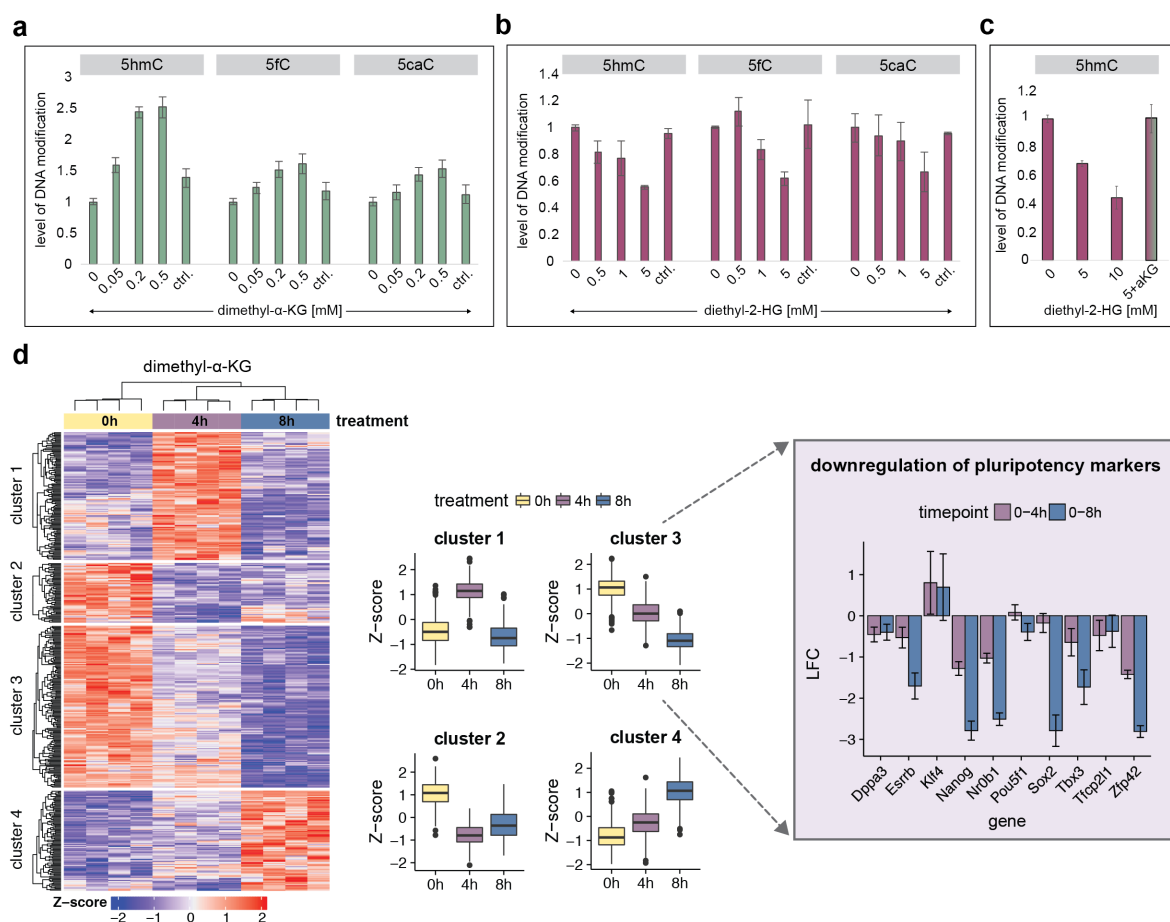 a
5hmC 5fC 5caC
level of DNA modification
3
2.5
2
1.5
1
0.5
0
0 0.05 0.2 0.5 ctrl. 0 0.05 0.2 0.5 ctrl. 0 0.05 0.2 0.5 ctrl.
dimethyl-α-KG [mM]
b
5hmC 5fC 5caC
level of DNA modification
1.4
1.2
1
0.8
0.6
0.4
0.2
0
0 0.5 1 5 ctrl. 0 0.5 1 5 ctrl. 0 0.5 1 5 ctrl.
diethyl-2-HG [mM]
c
5hmC
level of DNA modification
1.2
1
0.8
0.6
0.4
0.2
0
0 5 10 5+aKG
diethyl-2-HG [mM]
d
dimethyl-α-KG
0h 4h 8h treatment
cluster 1
cluster 2
cluster 3
cluster 4
Z-score
-2 -1 0 1 2
treatment 0h 4h 8h
cluster 1
Z-score
2
1
0
-1
-2
0h 4h 8h
cluster 3
Z-score
2
1
0
-1
-2
0h 4h 8h
cluster 2
Z-score
2
1
0
-1
-2
0h 4h 8h
cluster 4
Z-score
2
1
0
-1
-2
0h 4h 8h
downregulation of pluripotency markers
timepoint 0-4h 0-8h
LFC
1
0
-1
-2
-3
Dppa3 Esrrb Klf4 Nanog Nr0b1 Pou5f1 Sox2 Tbx3 Tfcp2l1 Zfp42
gene